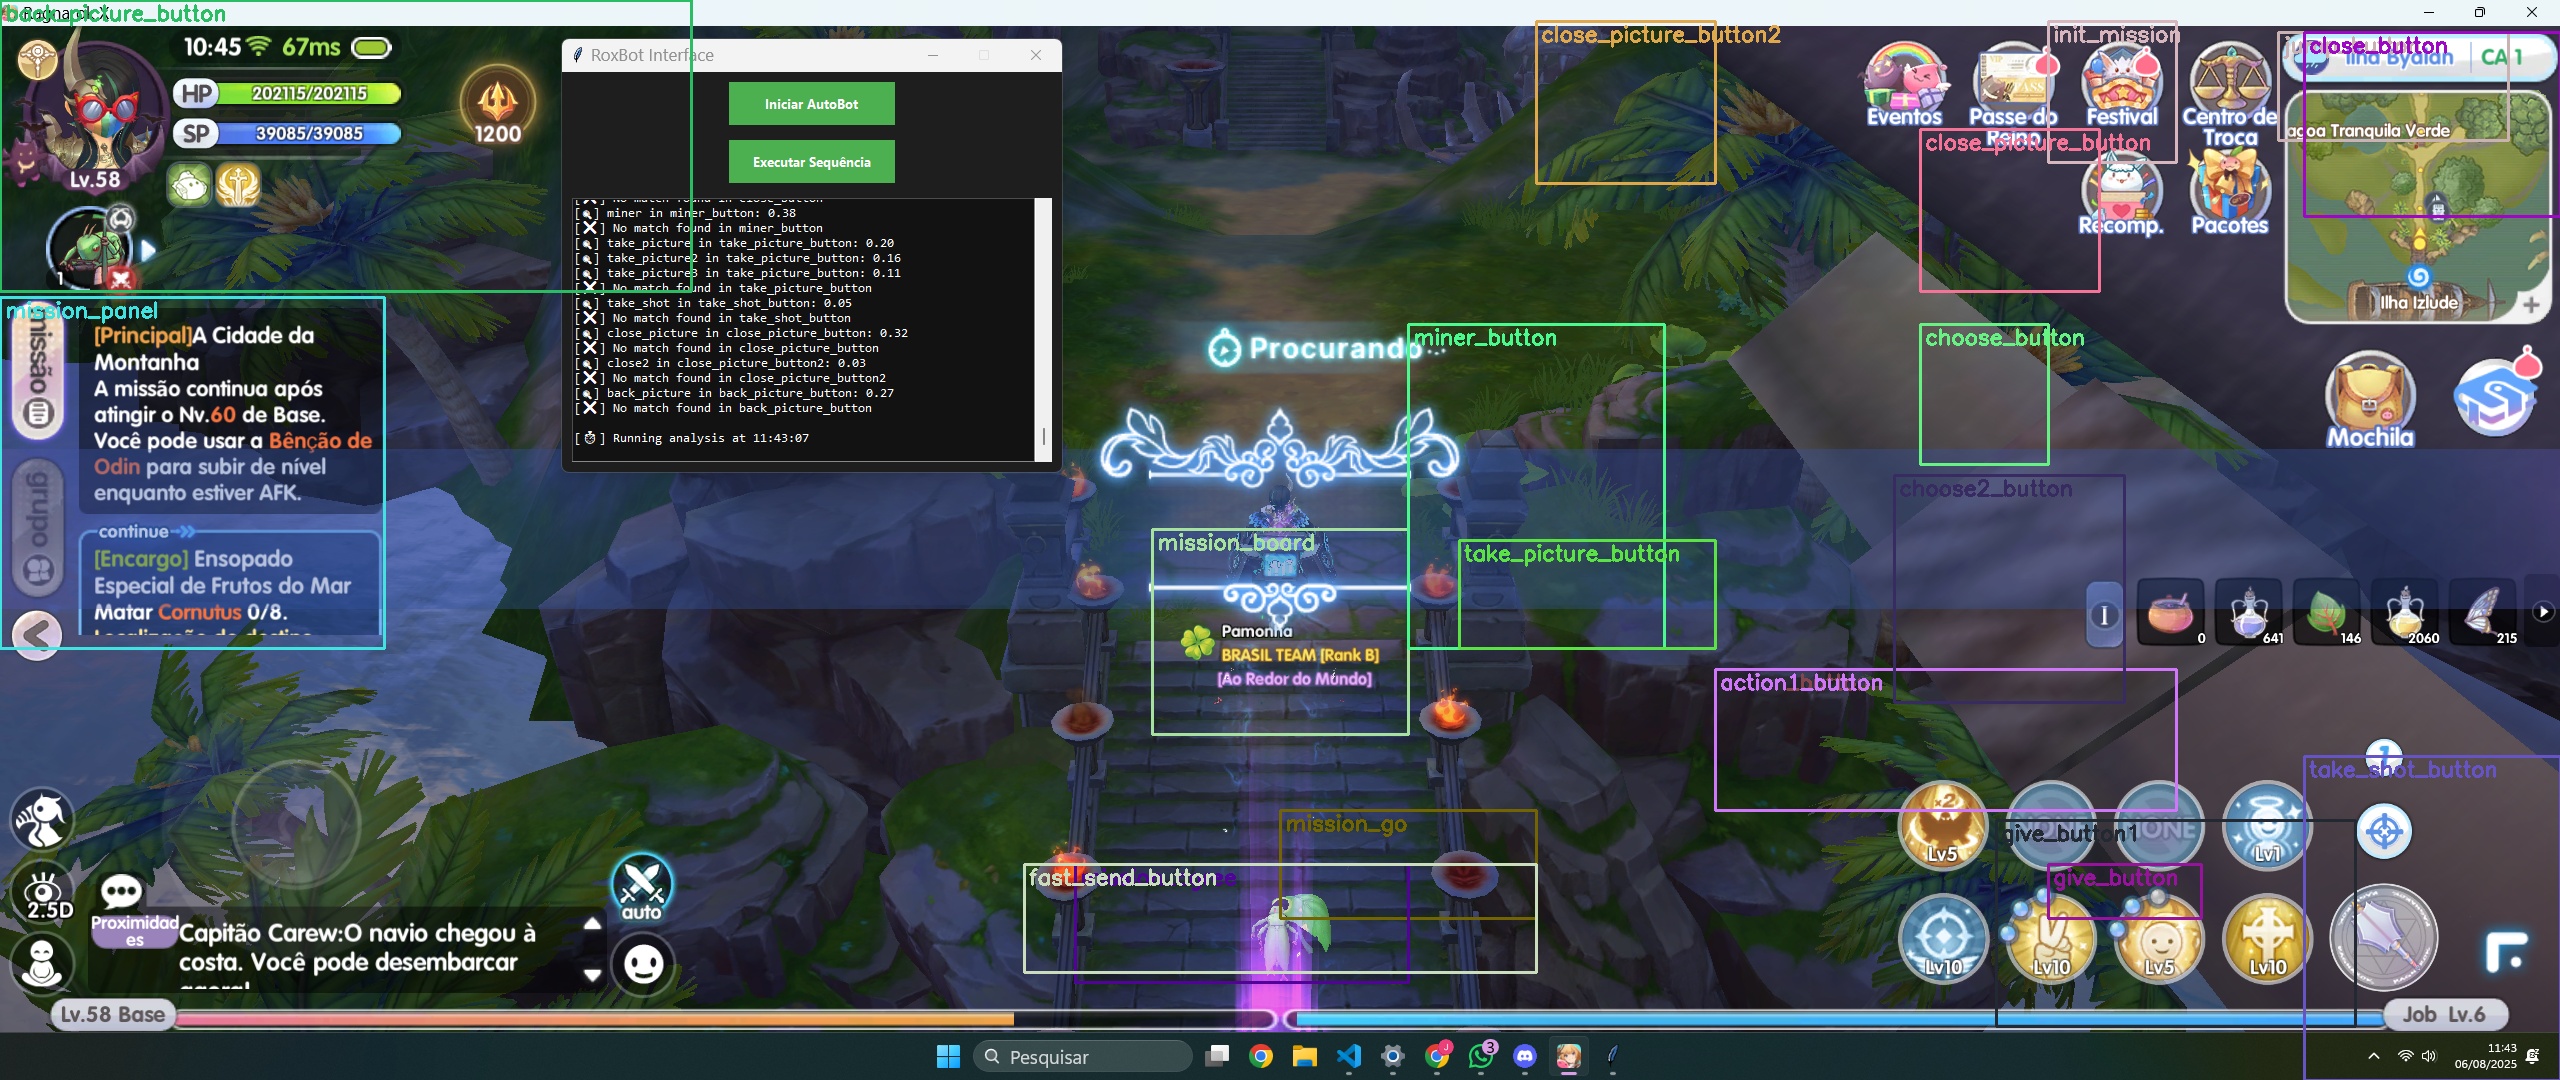 back_picture_button
10:45 67ms
HP 202115/202115
SP 39085/39085
1200
Lv.58
1
RoxBot Interface
Iniciar AutoBot
Executar Sequência
[🔍] miner in miner_button: 0.38
[❌] No match found in miner_button
[🔍] take_picture in take_picture_button: 0.20
[🔍] take_picture2 in take_picture_button: 0.16
[🔍] take_picture3 in take_picture_button: 0.11
[❌] No match found in take_picture_button
[🔍] take_shot in take_shot_button: 0.05
[❌] No match found in take_shot_button
[🔍] close_picture in close_picture_button: 0.32
[❌] No match found in close_picture_button
[🔍] close2 in close_picture_button2: 0.03
[❌] No match found in close_picture_button2
[🔍] back_picture in back_picture_button: 0.27
[❌] No match found in back_picture_button
[⏱] Running analysis at 11:43:07
close_picture_button2
init_mission
close_button
Ilha Byalan CA 1
Eventos
Passe do
Reino
Festival
Centro de
Troca
close_picture_button
Recomp.
Pacotes
agoa Tranquila Verde
Ilha Izlude
mission_panel
missão
[Principal]A Cidade da
Montanha
A missão continua após
atingir o Nv.60 de Base.
Você pode usar a Bênção de
Odin para subir de nível
enquanto estiver AFK.
grupo
continue
[Encargo] Ensopado
Especial de Frutos do Mar
Matar Cornutus 0/8.
Procurando
miner_button
choose_button
Mochila
choose2_button
mission_board
take_picture_button
I
0
641
146
2060
215
Pamonha
BRASIL TEAM [Rank B]
[Ao Redor do Mundo]
action1_button
take_shot_button
1
mission_go
give_button1
x2
Lv5
Lv1
fast_send_button
give_button
Lv10
Lv10
Lv5
Lv10
2.5D
auto
Proximidad
es
Capitão Carew:O navio chegou à
costa. Você pode desembarcar
Lv.58 Base
Job Lv.6
Pesquisar
3
11:43
06/08/2025